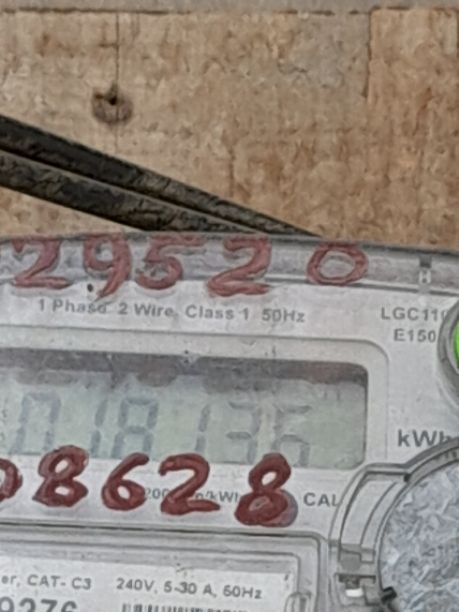 29520
1 Phase 2 Wire, Class 1 50Hz
LGC110
E150
018136
kWh
08628
CAL
CAT- C3 240V, 5-30 A, 50Hz